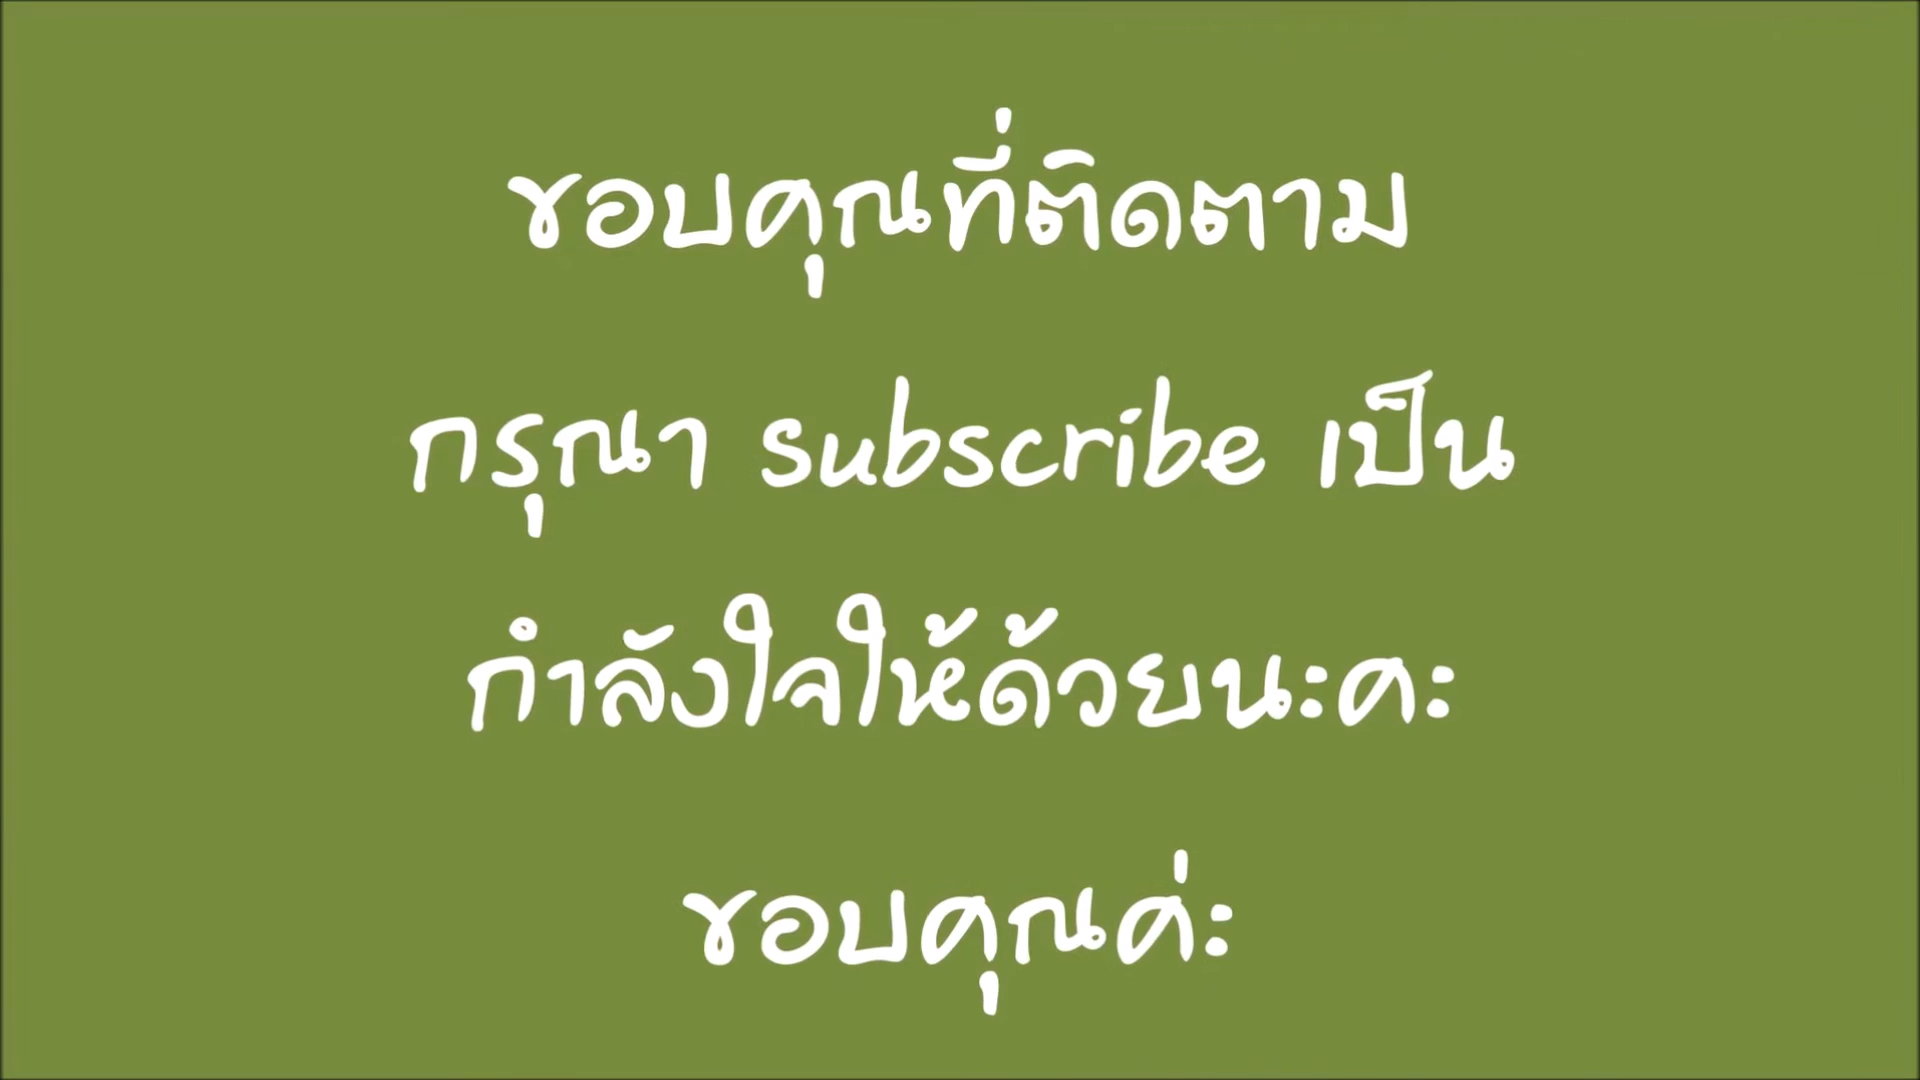 ขอบคุณที่ติดตาม
กรุณา subscribe เป็น
กำลังใจให้ด้วยนะคะ
ขอบคุณค่ะ